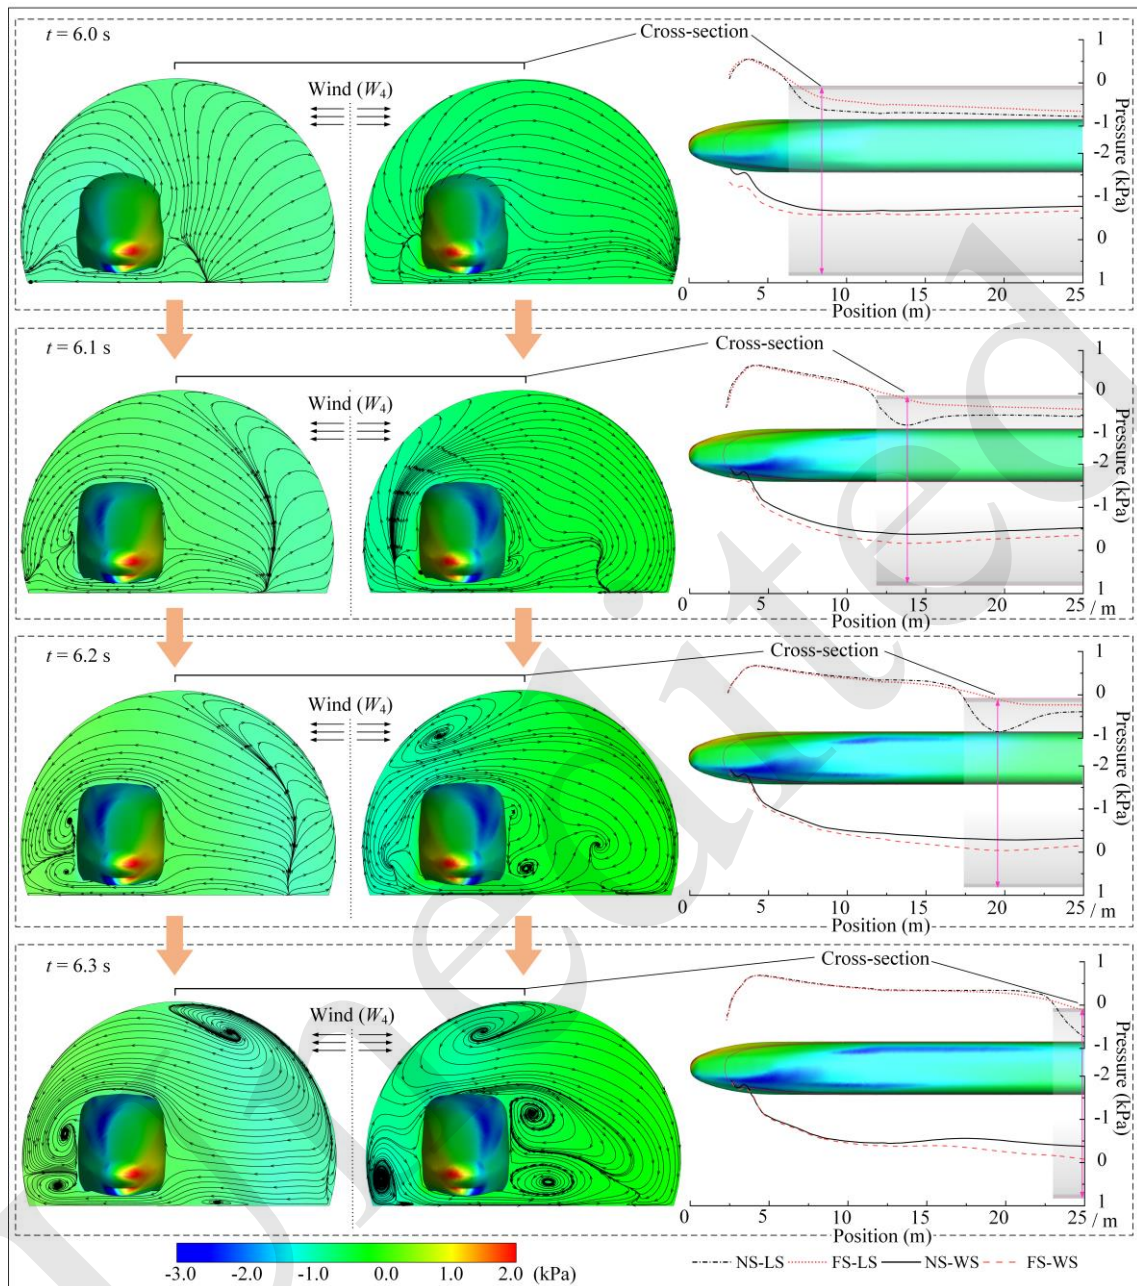 t = 6.0 s
Cross-section
Wind (W4)
1
0
-1
-2
-1
0
1
Pressure (kPa)
0 5 10 15 20 25
Position (m)
t = 6.1 s
Cross-section
Wind (W4)
1
0
-1
-2
-1
0
1
Pressure (kPa)
0 5 10 15 20 25 / m
Position (m)
t = 6.2 s
Cross-section
Wind (W4)
1
0
-1
-2
-1
0
1
Pressure (kPa)
0 5 10 15 20 25 / m
Position (m)
t = 6.3 s
Cross-section
Wind (W4)
1
0
-1
-2
-1
0
1
Pressure (kPa)
0 5 10 15 20 25 / m
Position (m)
-3.0 -2.0 -1.0 0.0 1.0 2.0 (kPa)
NS-LS FS-LS NS-WS FS-WS
unedited